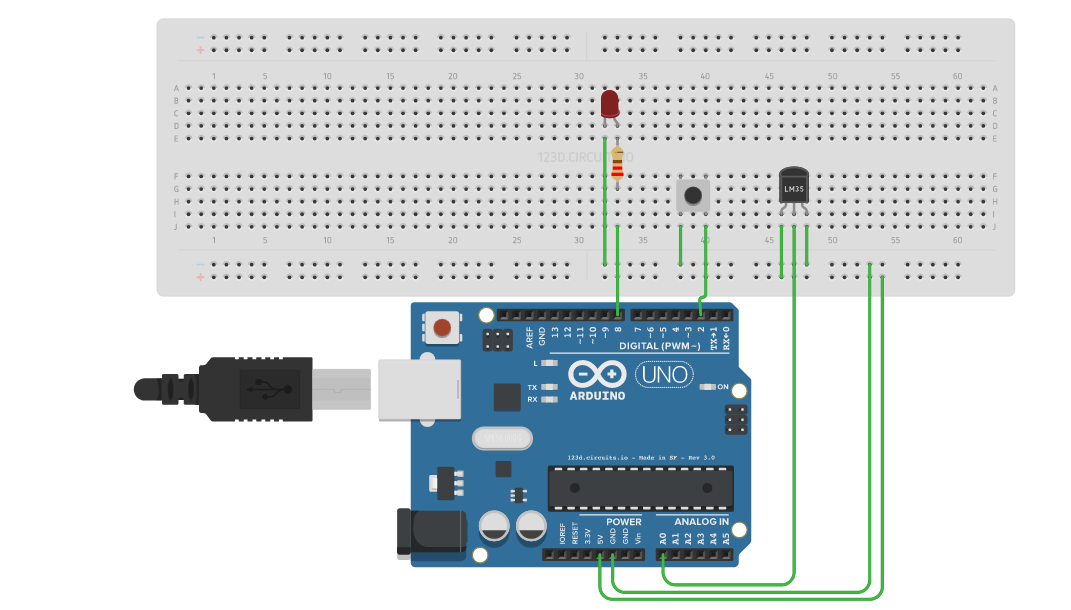 1 5 10 15 20 25 30 35 40 45 50 55 60
A A
B B
C C
D D
E E
123D.CIRCUITS.IO
F F
G G
LM35
H H
I I
J J
1 5 10 15 20 25 30 35 40 45 50 55 60
AREF GND 13 12 ~11 ~10 ~9 8 7 ~6 ~5 4 ~3 2 TX→1 RX←0
DIGITAL (PWM~)
L
TX
RX
UNO
ON
ARDUINO
123d.circuits.io - Made in SF - Rev 3.0
POWER ANALOG IN
IOREF RESET 3.3V 5V GND GND Vin A0 A1 A2 A3 A4 A5